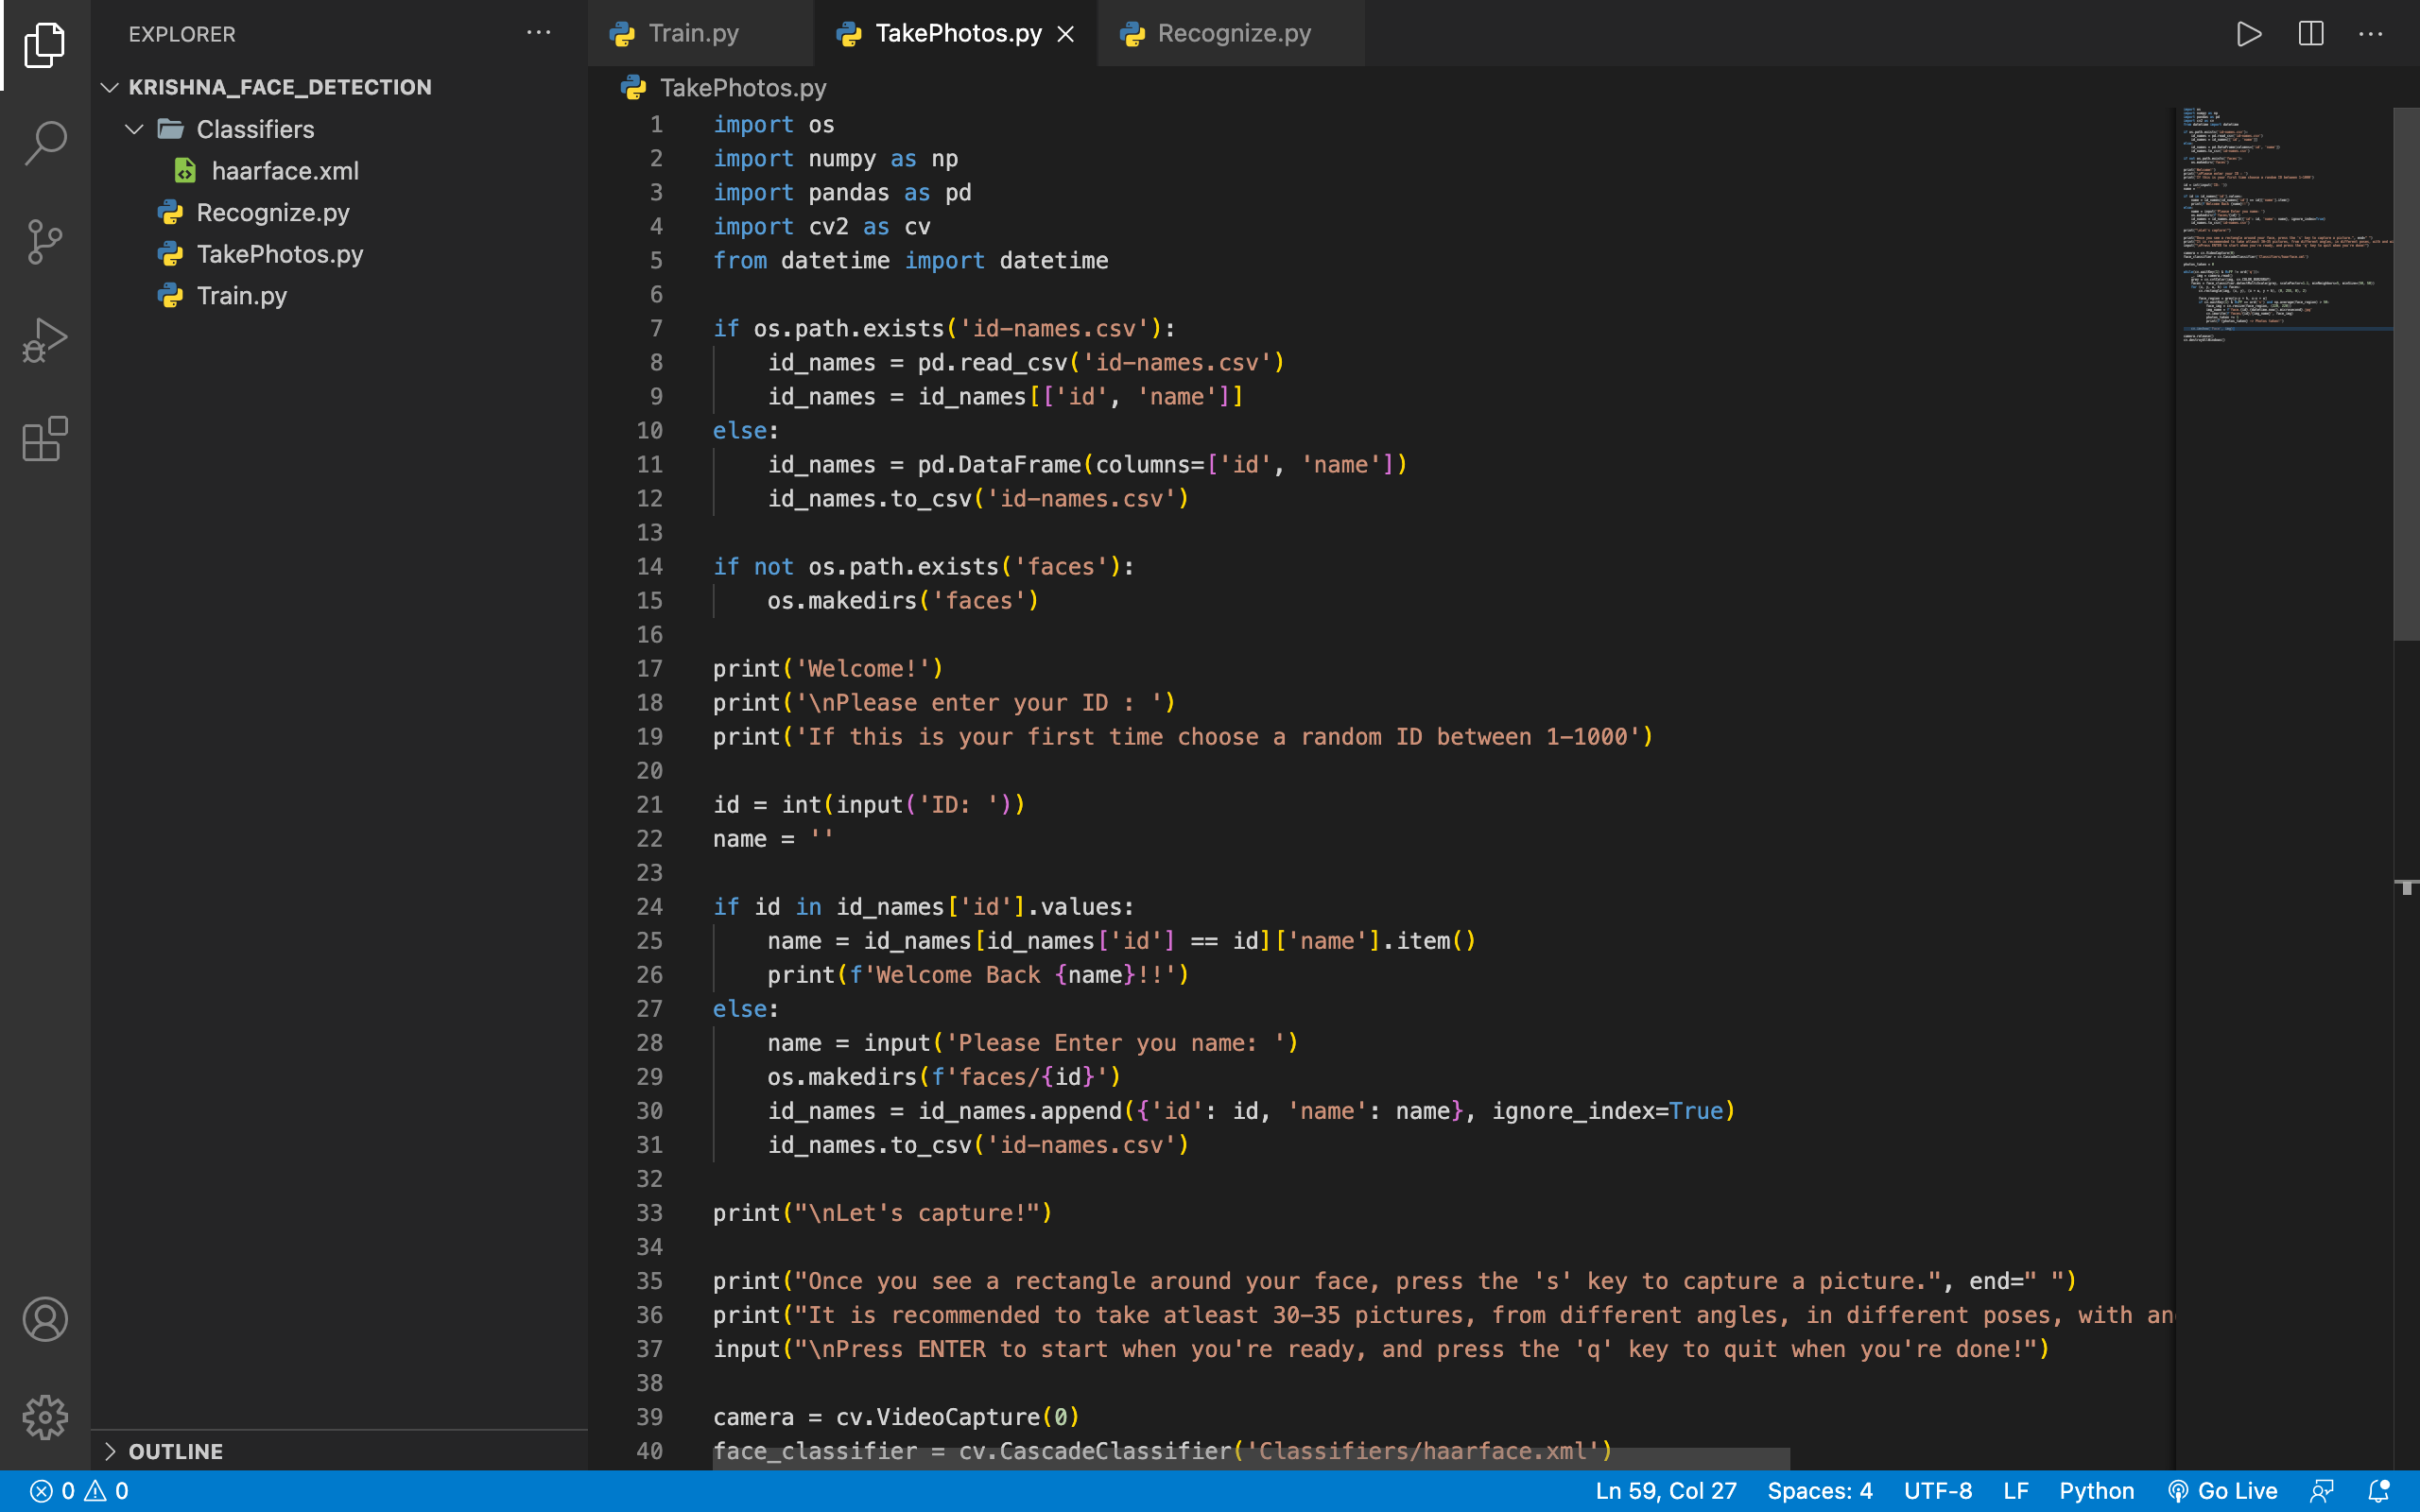 EXPLORER
KRISHNA_FACE_DETECTION
Classifiers
haarface.xml
Recognize.py
TakePhotos.py
Train.py
OUTLINE
Train.py
TakePhotos.py
Recognize.py
TakePhotos.py
1 import os
2 import numpy as np
3 import pandas as pd
4 import cv2 as cv
5 from datetime import datetime
6
7 if os.path.exists('id-names.csv'):
8     id_names = pd.read_csv('id-names.csv')
9     id_names = id_names[['id', 'name']]
10 else:
11     id_names = pd.DataFrame(columns=['id', 'name'])
12     id_names.to_csv('id-names.csv')
13
14 if not os.path.exists('faces'):
15     os.makedirs('faces')
16
17 print('Welcome!')
18 print('\nPlease enter your ID : ')
19 print('If this is your first time choose a random ID between 1-1000')
20
21 id = int(input('ID: '))
22 name = ''
23
24 if id in id_names['id'].values:
25     name = id_names[id_names['id'] == id]['name'].item()
26     print(f'Welcome Back {name}!!')
27 else:
28     name = input('Please Enter you name: ')
29     os.makedirs(f'faces/{id}')
30     id_names = id_names.append({'id': id, 'name': name}, ignore_index=True)
31     id_names.to_csv('id-names.csv')
32
33 print("\nLet's capture!")
34
35 print("Once you see a rectangle around your face, press the 's' key to capture a picture.", end=" ")
36 print("It is recommended to take atleast 30-35 pictures, from different angles, in different poses, with an
37 input("\nPress ENTER to start when you're ready, and press the 'q' key to quit when you're done!")
38
39 camera = cv.VideoCapture(0)
40 face_classifier = cv.CascadeClassifier('Classifiers/haarface.xml')
0 0
Ln 59, Col 27 Spaces: 4 UTF-8 LF Python Go Live